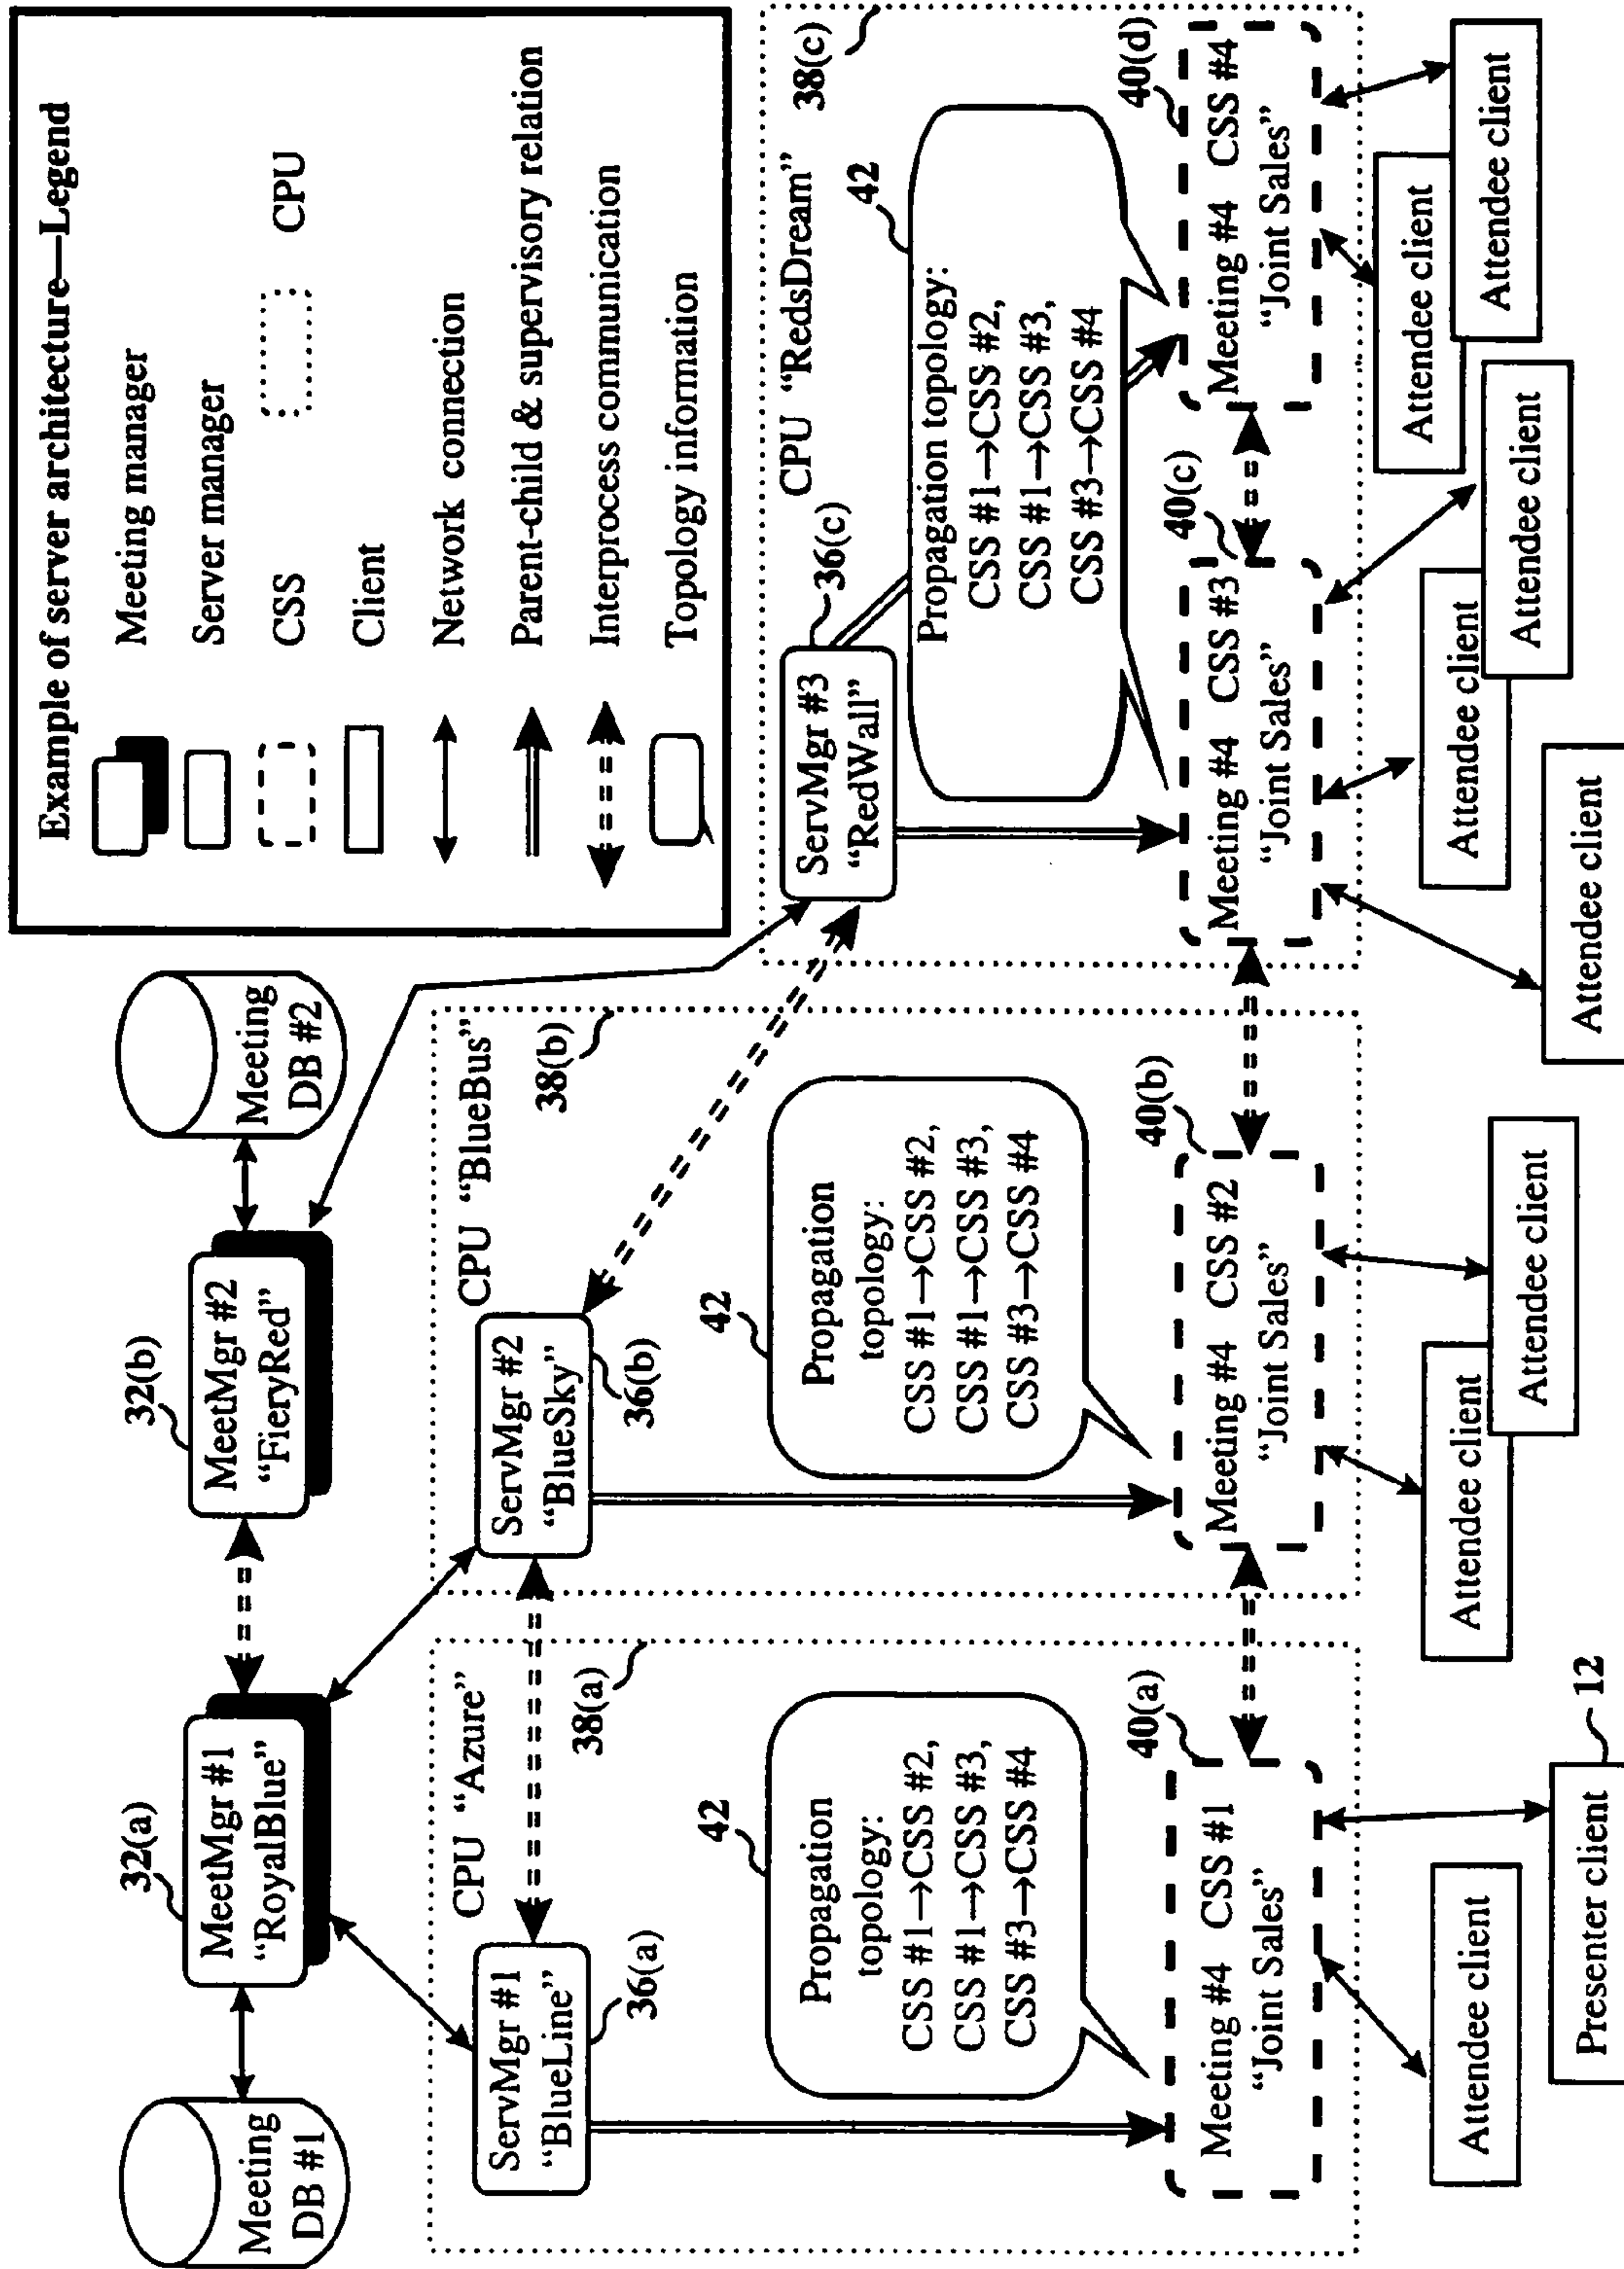 Example of server architecture—Legend
Meeting manager
Server manager
CSS
CPU
Client
Network connection
Parent-child & supervisory relation
Interprocess communication
Topology information
Meeting
DB #1
32(a)
MeetMgr #1
“RoyalBlue”
32(b)
MeetMgr #2
“FieryRed”
Meeting
DB #2
CPU “Azure”
38(a)
ServMgr #1
“BlueLine”
36(a)
42
Propagation
topology:
CSS #1→CSS #2,
CSS #1→CSS #3,
CSS #3→CSS #4
40(a)
Meeting #4 CSS #1
“Joint Sales”
Attendee client
Presenter client
12
CPU “BlueBus”
38(b)
ServMgr #2
“BlueSky”
36(b)
42
Propagation
topology:
CSS #1→CSS #2,
CSS #1→CSS #3,
CSS #3→CSS #4
40(b)
Meeting #4 CSS #2
“Joint Sales”
Attendee client
Attendee client
CPU “RedsDream”
38(c)
ServMgr #3
“RedWall”
36(c)
42
Propagation topology:
CSS #1→CSS #2,
CSS #1→CSS #3,
CSS #3→CSS #4
40(c)
Meeting #4 CSS #3
“Joint Sales”
40(d)
Meeting #4 CSS #4
“Joint Sales”
Attendee client
Attendee client
Attendee client
Attendee client
Attendee client